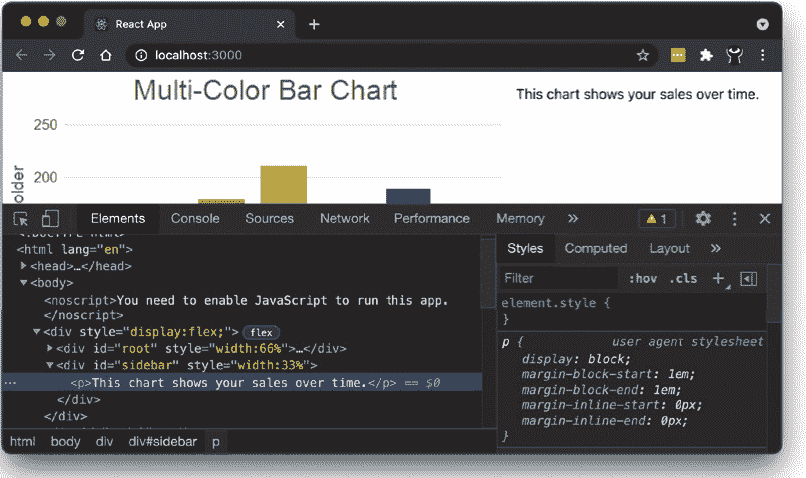 React App
localhost:3000
Multi-Color Bar Chart
This chart shows your sales over time.
250
200
older
Elements Console Sources Network Performance Memory » 1
<html lang="en">
<head>…</head>
<body>
<noscript>You need to enable JavaScript to run this app.
</noscript>
<div style="display:flex;"> flex
<div id="root" style="width:66%">…</div>
<div id="sidebar" style="width:33%">
<p>This chart shows your sales over time.</p> == $0
</div>
</div>
html body div div#sidebar p
Styles Computed Layout »
Filter :hov .cls +
element.style {
}
p { user agent stylesheet
display: block;
margin-block-start: 1em;
margin-block-end: 1em;
margin-inline-start: 0px;
margin-inline-end: 0px;
}